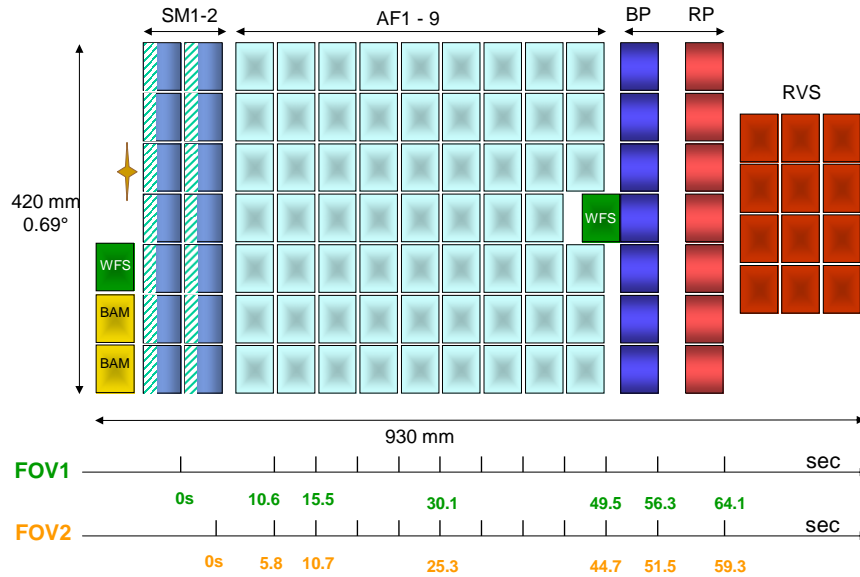 SM1-2
AF1 - 9
BP
RP
RVS
420 mm
0.69°
WFS
WFS
BAM
BAM
930 mm
FOV1
sec
0s
10.6
15.5
30.1
49.5
56.3
64.1
FOV2
sec
0s
5.8
10.7
25.3
44.7
51.5
59.3